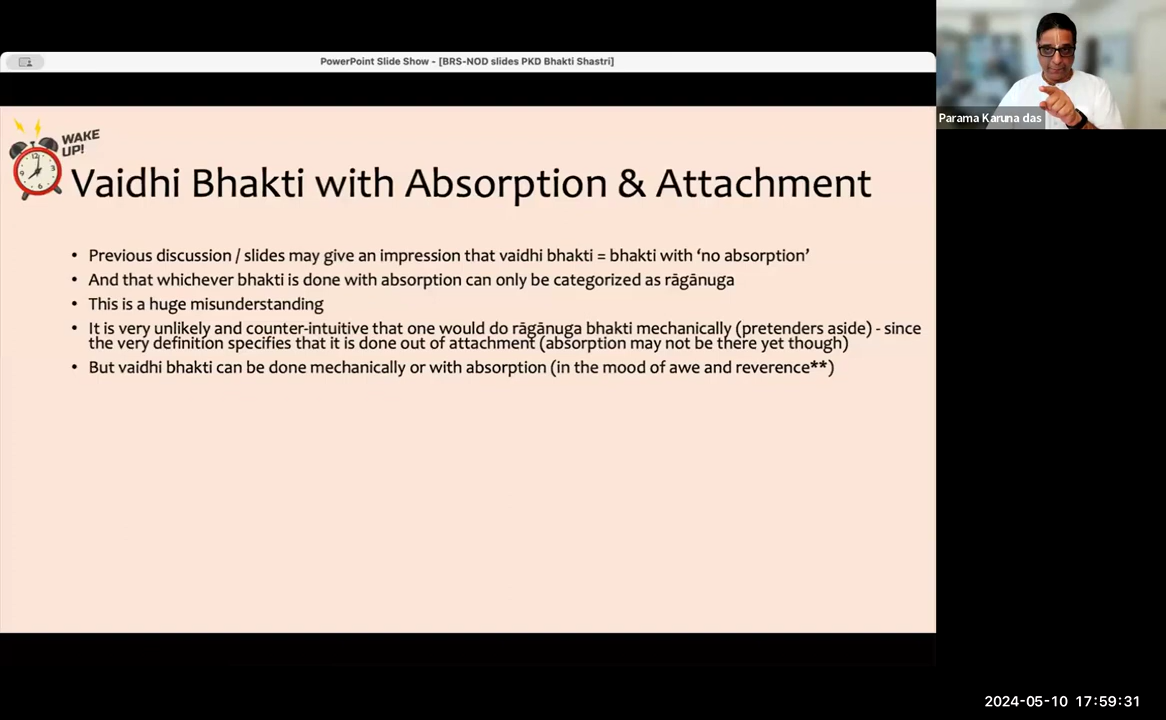 PowerPoint Slide Show - [BRS-NOD slides PKD Bhakti Shastri]
Parama Karuna das
WAKE
UP!
Vaidhi Bhakti with Absorption & Attachment
• Previous discussion / slides may give an impression that vaidhi bhakti = bhakti with ‘no absorption’
• And that whichever bhakti is done with absorption can only be categorized as rāgānuga
• This is a huge misunderstanding
• It is very unlikely and counter-intuitive that one would do rāgānuga bhakti mechanically (pretenders aside) - since
the very definition specifies that it is done out of attachment (absorption may not be there yet though)
• But vaidhi bhakti can be done mechanically or with absorption (in the mood of awe and reverence**)
2024-05-10 17:59:31